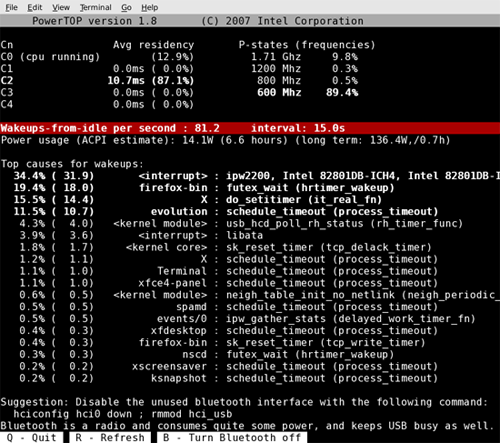 File Edit View Terminal Tabs Go Help
PowerTOP version 1.8 (C) 2007 Intel Corporation
Cn Avg residency P-states (frequencies)
C0 (cpu running) (12.9%) 1.71 Ghz 9.8%
C1 0.0ms ( 0.0%) 1200 Mhz 0.3%
C2 10.7ms (87.1%) 800 Mhz 0.5%
C3 0.0ms ( 0.0%) 600 Mhz 89.4%
C4 0.0ms ( 0.0%)
Wakeups-from-idle per second : 81.2 interval: 15.0s
Power usage (ACPI estimate): 14.1W (6.6 hours) (long term: 136.4W,/0.7h)
Top causes for wakeups:
34.4% ( 31.9) <interrupt> : ipw2200, Intel 82801DB-ICH4, Intel 82801DB-I
19.4% ( 18.0) firefox-bin : futex_wait (hrtimer_wakeup)
15.5% ( 14.4) X : do_setitimer (it_real_fn)
11.5% ( 10.7) evolution : schedule_timeout (process_timeout)
4.3% ( 4.0) <kernel module> : usb_hcd_poll_rh_status (rh_timer_func)
3.9% ( 3.6) <interrupt> : libata
1.8% ( 1.7) <kernel core> : sk_reset_timer (tcp_delack_timer)
1.2% ( 1.1) X : schedule_timeout (process_timeout)
1.1% ( 1.0) Terminal : schedule_timeout (process_timeout)
1.1% ( 1.0) xfce4-panel : schedule_timeout (process_timeout)
0.6% ( 0.5) <kernel module> : neigh_table_init_no_netlink (neigh_periodic_
0.5% ( 0.5) spamd : schedule_timeout (process_timeout)
0.5% ( 0.5) events/0 : ipw_gather_stats (delayed_work_timer_fn)
0.4% ( 0.3) xfdesktop : schedule_timeout (process_timeout)
0.4% ( 0.3) firefox-bin : sk_reset_timer (tcp_write_timer)
0.3% ( 0.3) nscd : futex_wait (hrtimer_wakeup)
0.2% ( 0.2) xscreensaver : schedule_timeout (process_timeout)
0.2% ( 0.2) ksnapshot : schedule_timeout (process_timeout)
Suggestion: Disable the unused bluetooth interface with the following command:
hciconfig hci0 down ; rmmod hci_usb
Bluetooth is a radio and consumes quite some power, and keeps USB busy as well.
Q - Quit R - Refresh B - Turn Bluetooth off